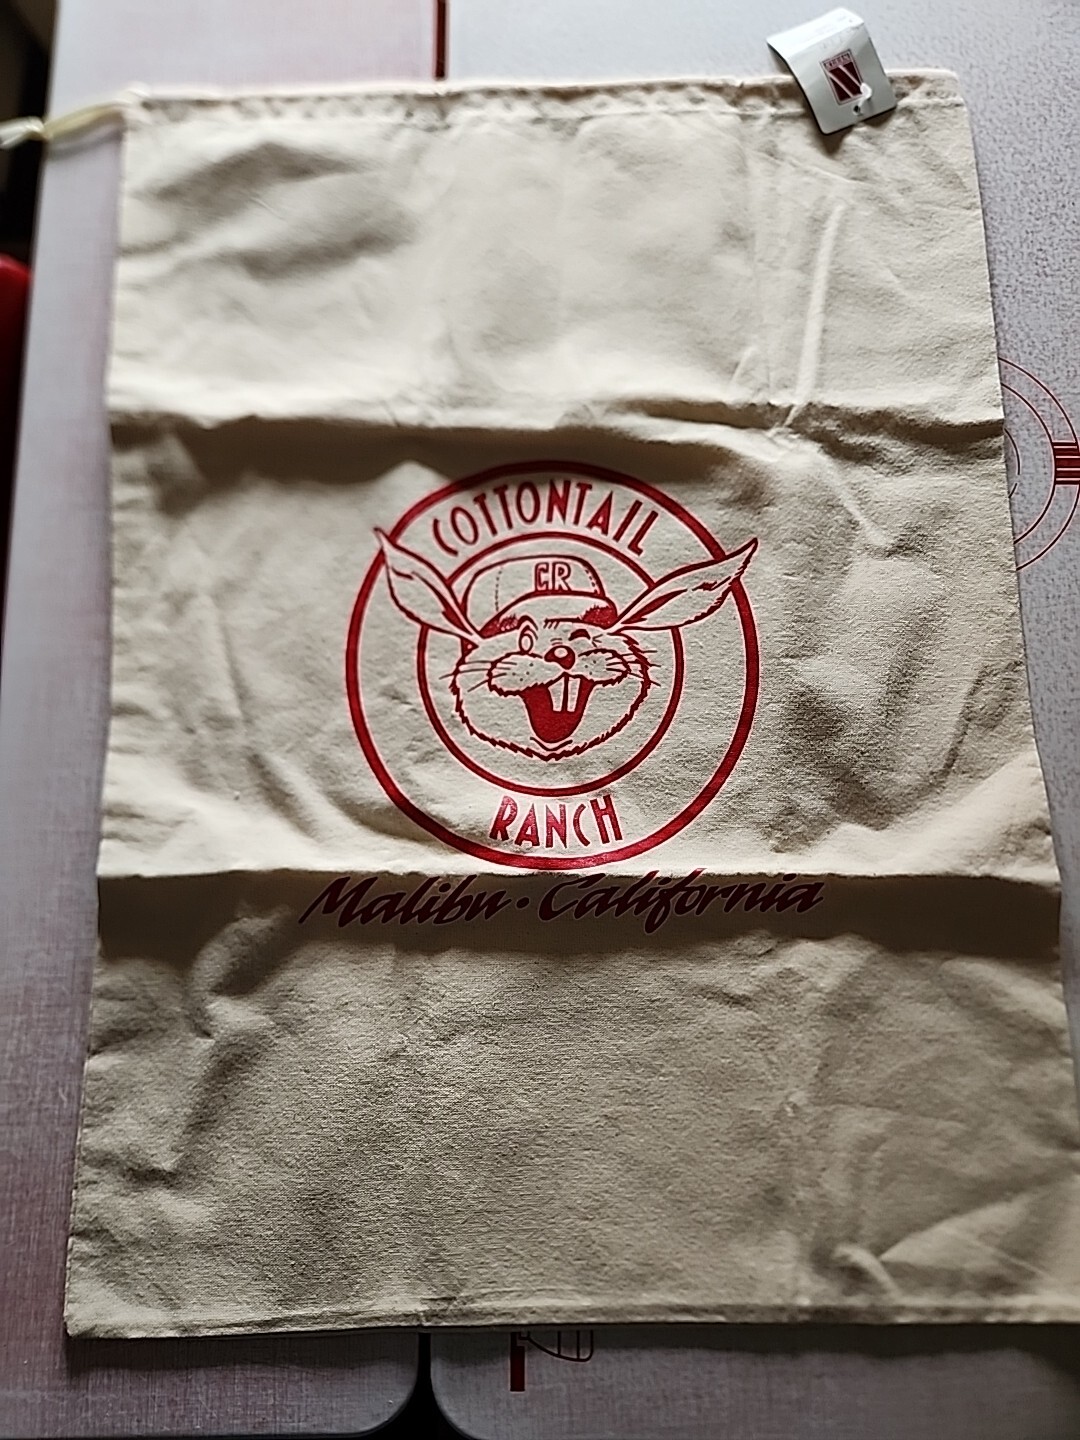 COTTONTAIL
CR
RANCH
Malibu · California